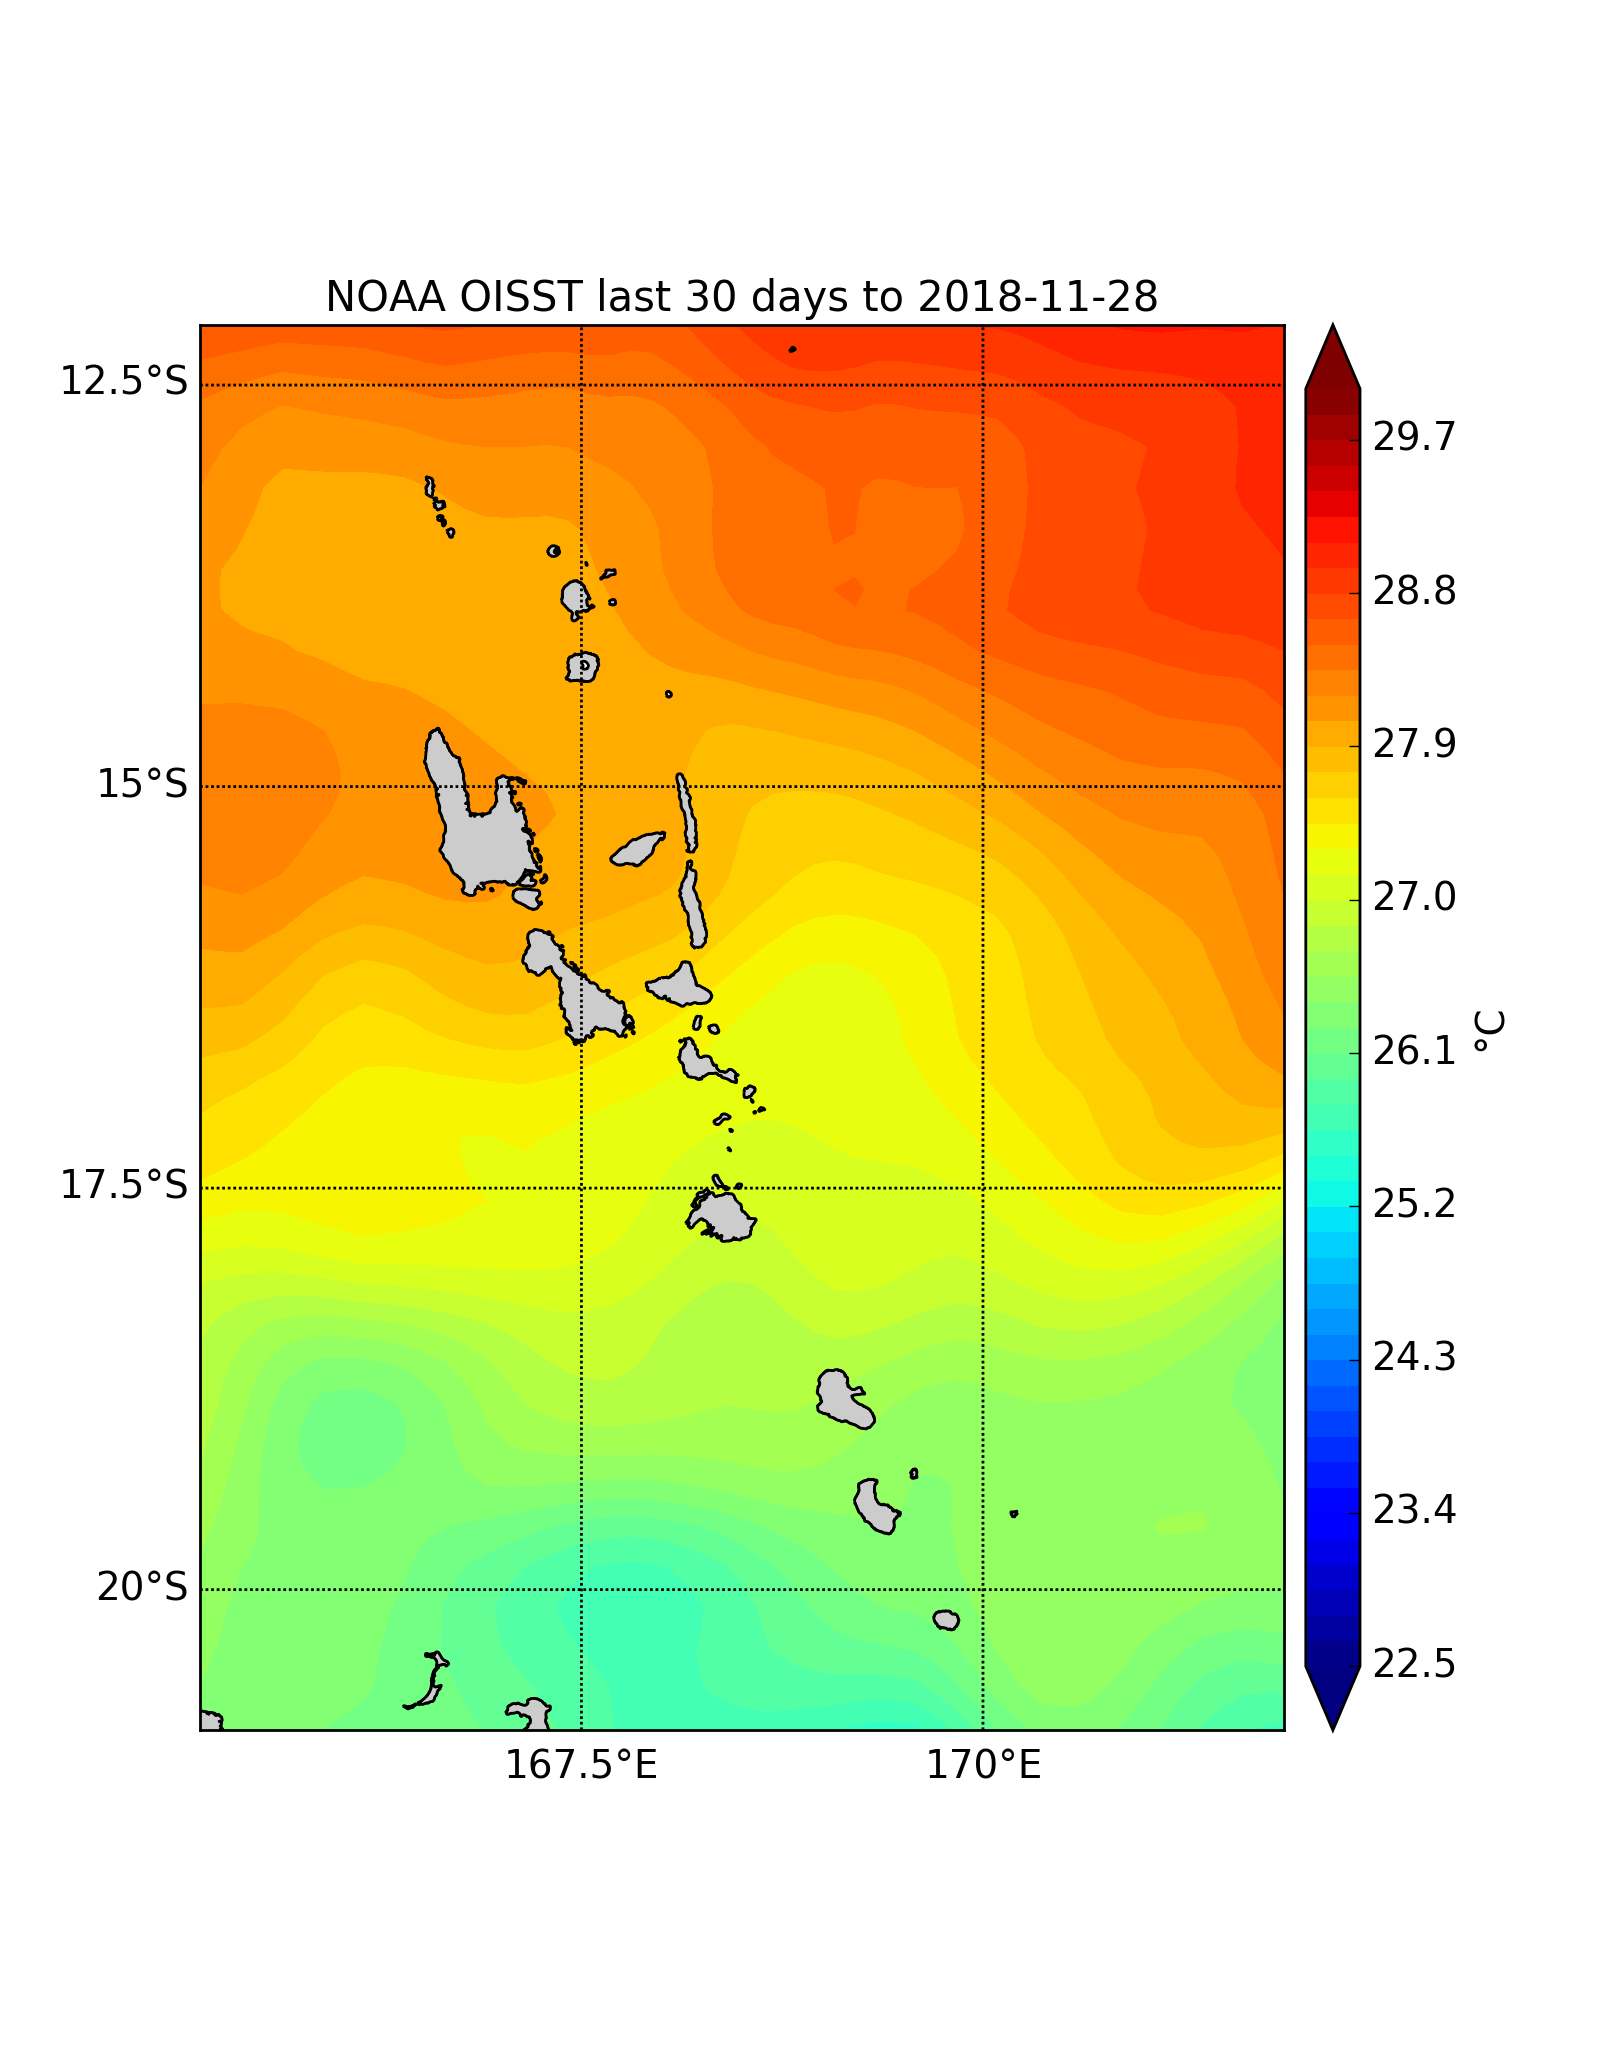 NOAA OISST last 30 days to 2018-11-28
12.5°S
15°S
17.5°S
20°S
167.5°E
170°E
29.7
28.8
27.9
27.0
26.1
25.2
24.3
23.4
22.5
°C